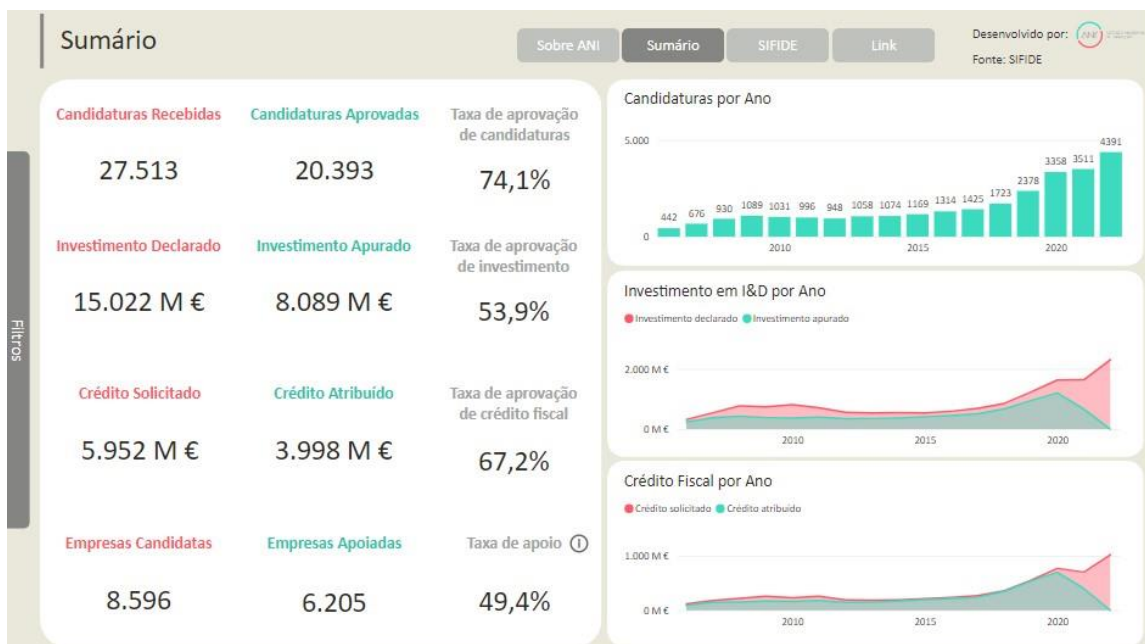 Sumário
Sobre ANI
Sumário
SIFIDE
Link
Desenvolvido por:
ANI
Fonte: SIFIDE
Filtros
Candidaturas Recebidas
Candidaturas Aprovadas
Taxa de aprovação
de candidaturas
27.513
20.393
74,1%
Investimento Declarado
Investimento Apurado
Taxa de aprovação
de investimento
15.022 M €
8.089 M €
53,9%
Crédito Solicitado
Crédito Atribuído
Taxa de aprovação
de crédito fiscal
5.952 M €
3.998 M €
67,2%
Empresas Candidatas
Empresas Apoiadas
Taxa de apoio
8.596
6.205
49,4%
Candidaturas por Ano
5.000
0
442 676 930 1089 1031 996 948 1058 1074 1169 1314 1425 1723 2378 3358 3511 4391
2010 2015 2020
Investimento em I&D por Ano
Investimento declarado Investimento apurado
2.000 M €
0 M €
2010 2015 2020
Crédito Fiscal por Ano
Crédito solicitado Crédito atribuído
1.000 M €
0 M €
2010 2015 2020